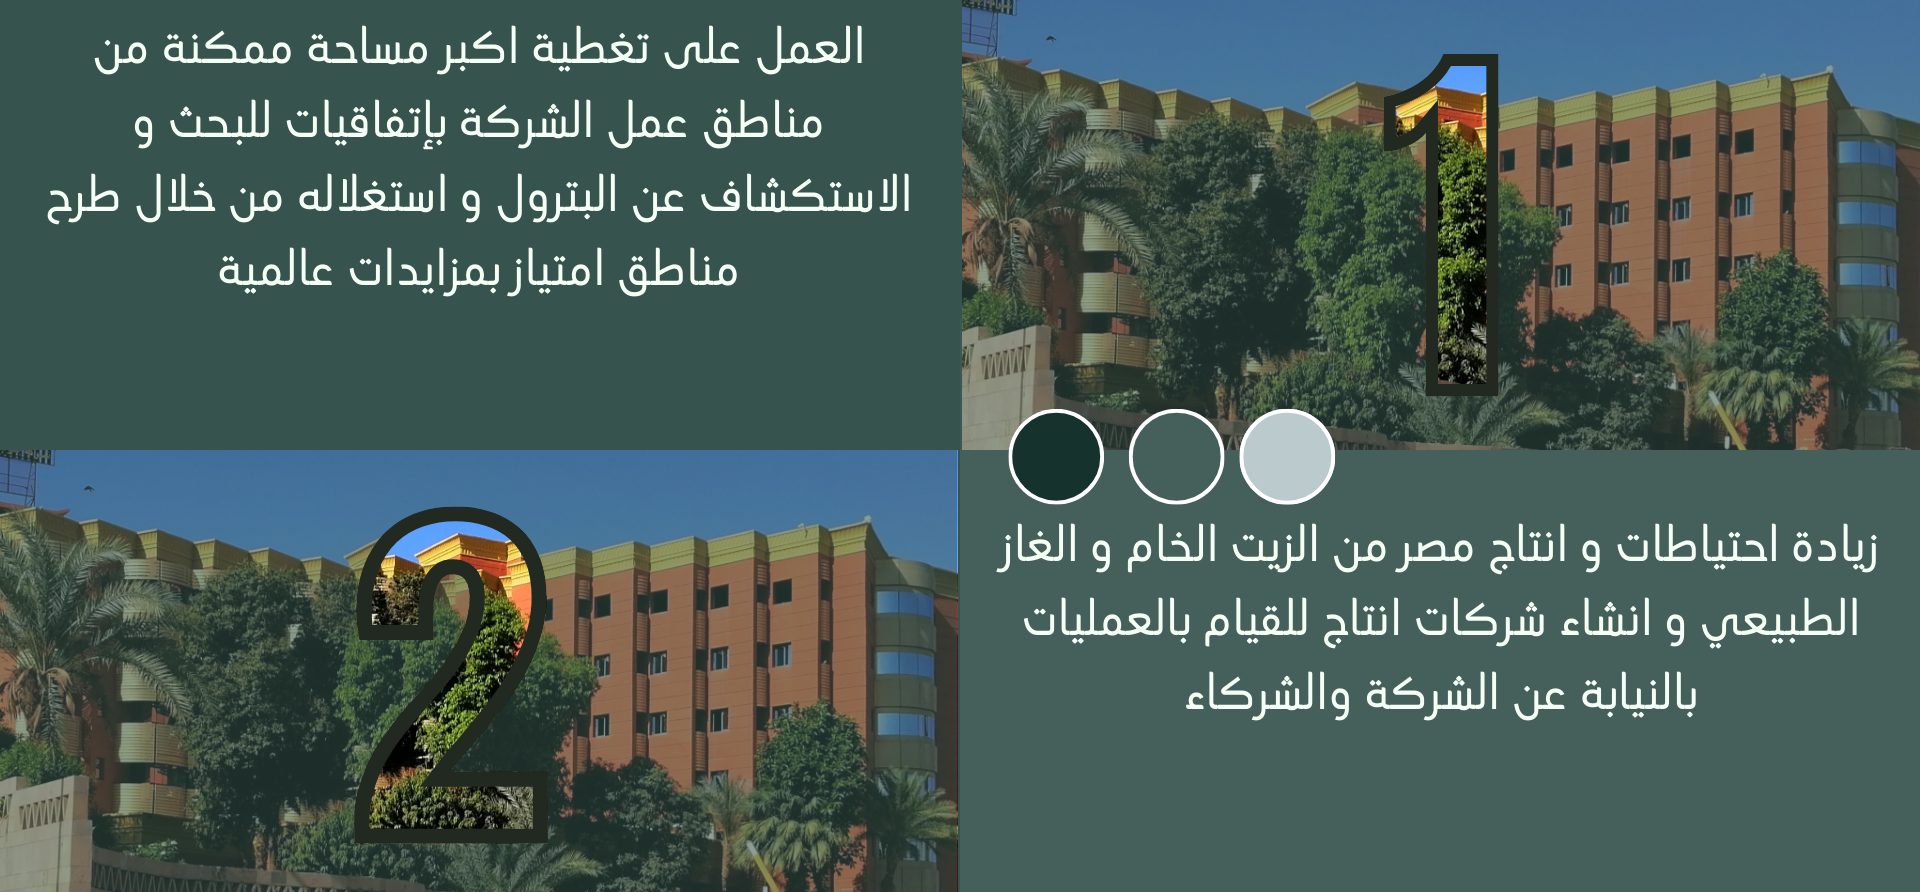 1
العمل على تغطية اكبر مساحة ممكنة من
مناطق عمل الشركة بإتفاقيات للبحث و
الاستكشاف عن البترول و استغلاله من خلال طرح
مناطق امتياز بمزايدات عالمية
2
زيادة احتياطات و انتاج مصر من الزيت الخام و الغاز
الطبيعي و انشاء شركات انتاج للقيام بالعمليات
بالنيابة عن الشركة والشركاء